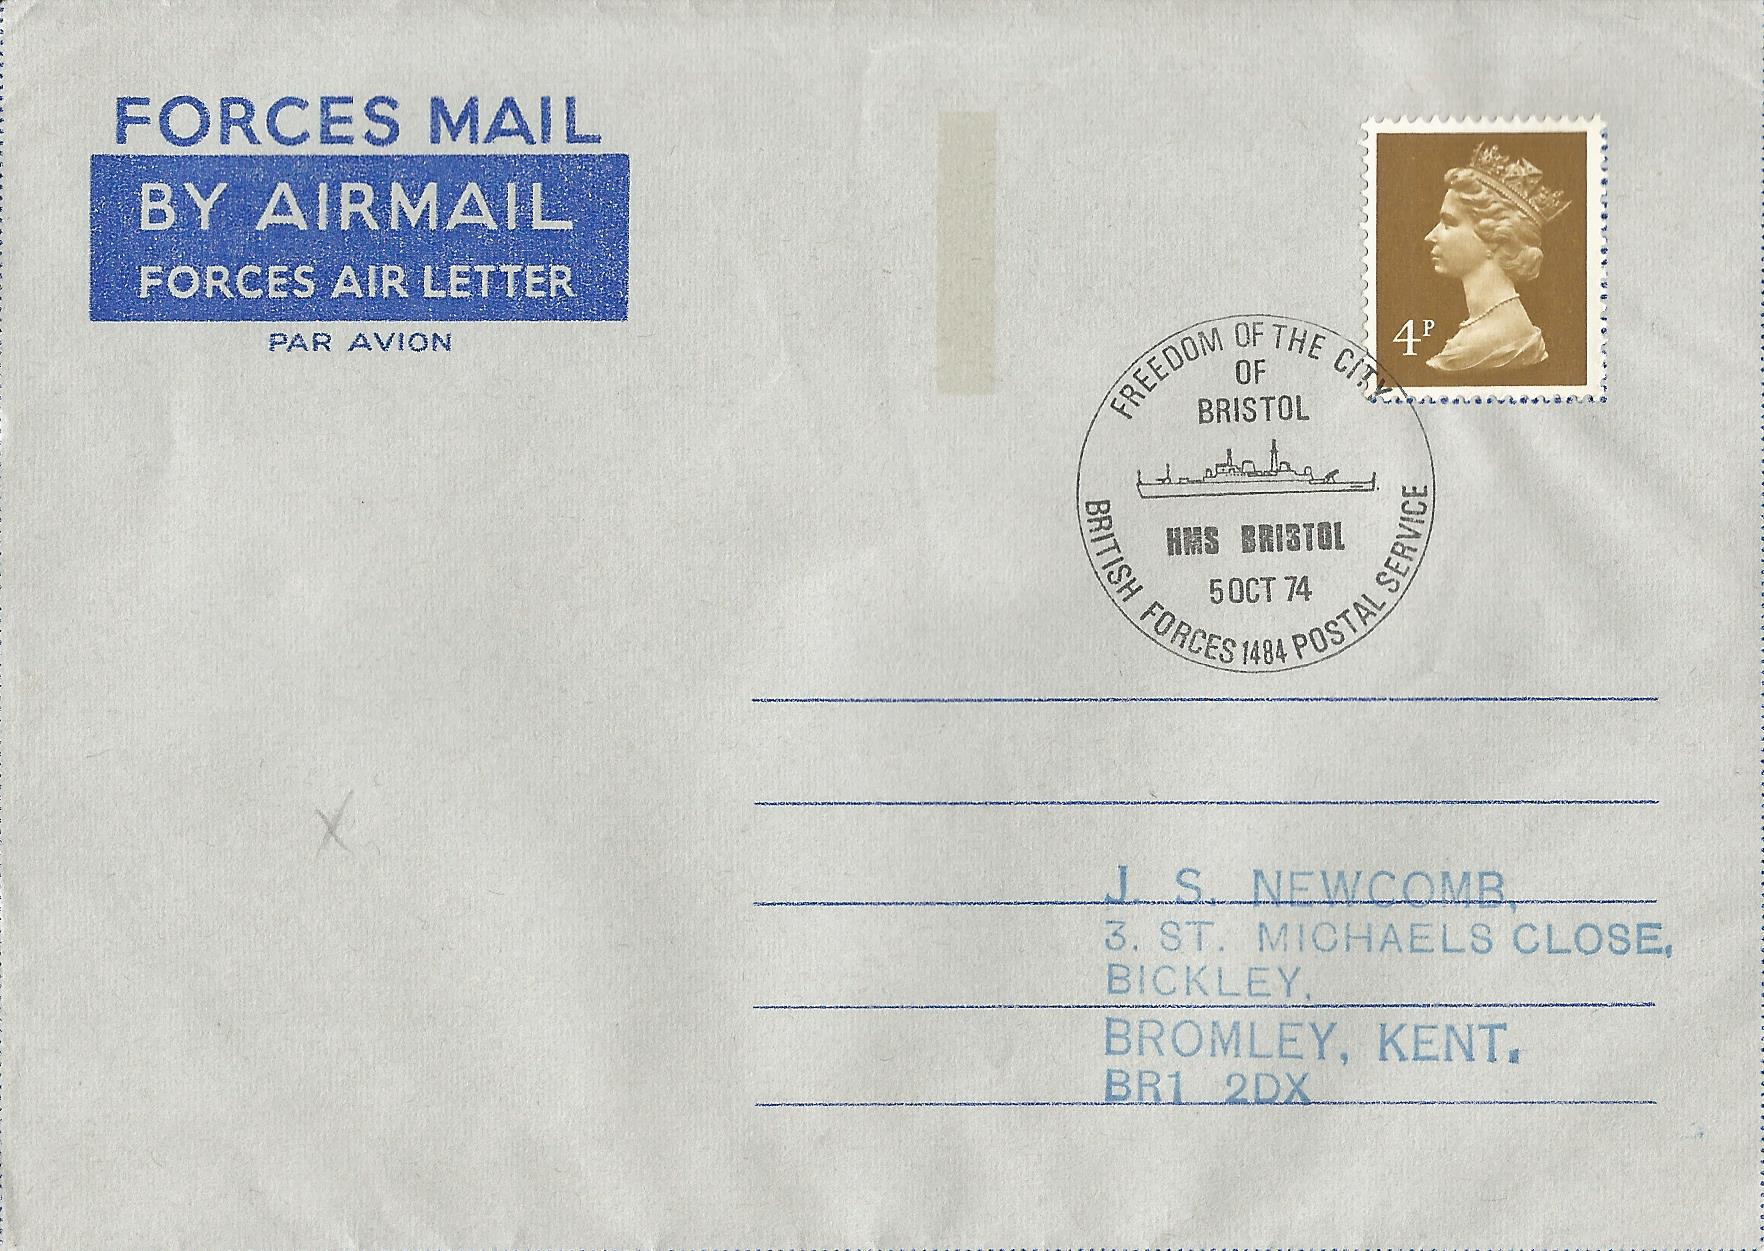 FORCES MAIL
BY AIRMAIL
FORCES AIR LETTER
PAR AVION
4P
FREEDOM OF THE CITY
OF
BRISTOL
HMS BRISTOL
5 OCT 74
BRITISH FORCES 1484 POSTAL SERVICE
J. S. NEWCOMB,
3. ST. MICHAELS CLOSE,
BICKLEY,
BROMLEY, KENT.
BR1 2DX
X